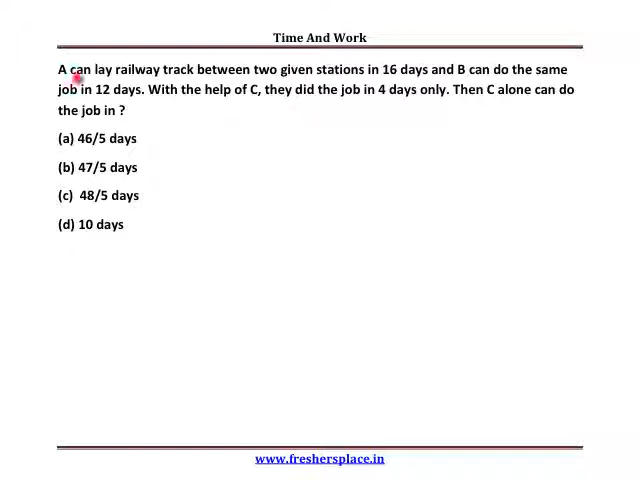 Time And Work
A can lay railway track between two given stations in 16 days and B can do the same
job in 12 days. With the help of C, they did the job in 4 days only. Then C alone can do
the job in ?
(a) 46/5 days
(b) 47/5 days
(c) 48/5 days
(d) 10 days
www.freshersplace.in